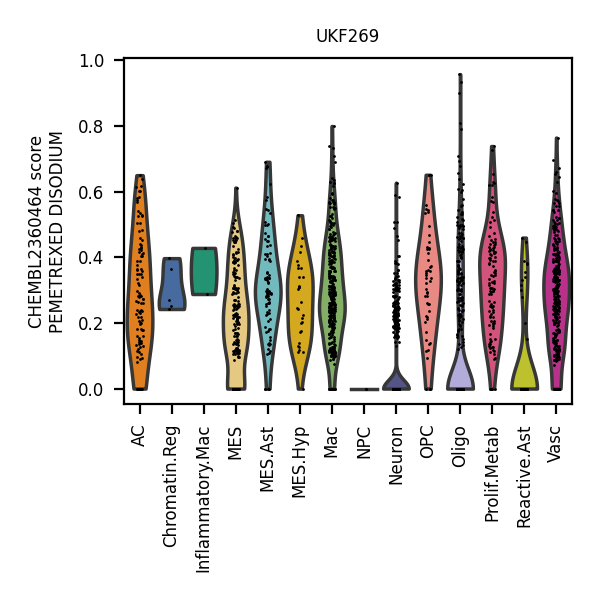 UKF269
CHEMBL2360464 score
PEMETREXED DISODIUM
1.0
0.8
0.6
0.4
0.2
0.0
AC
Chromatin.Reg
Inflammatory.Mac
MES
MES.Ast
MES.Hyp
Mac
NPC
Neuron
OPC
Oligo
Prolif.Metab
Reactive.Ast
Vasc